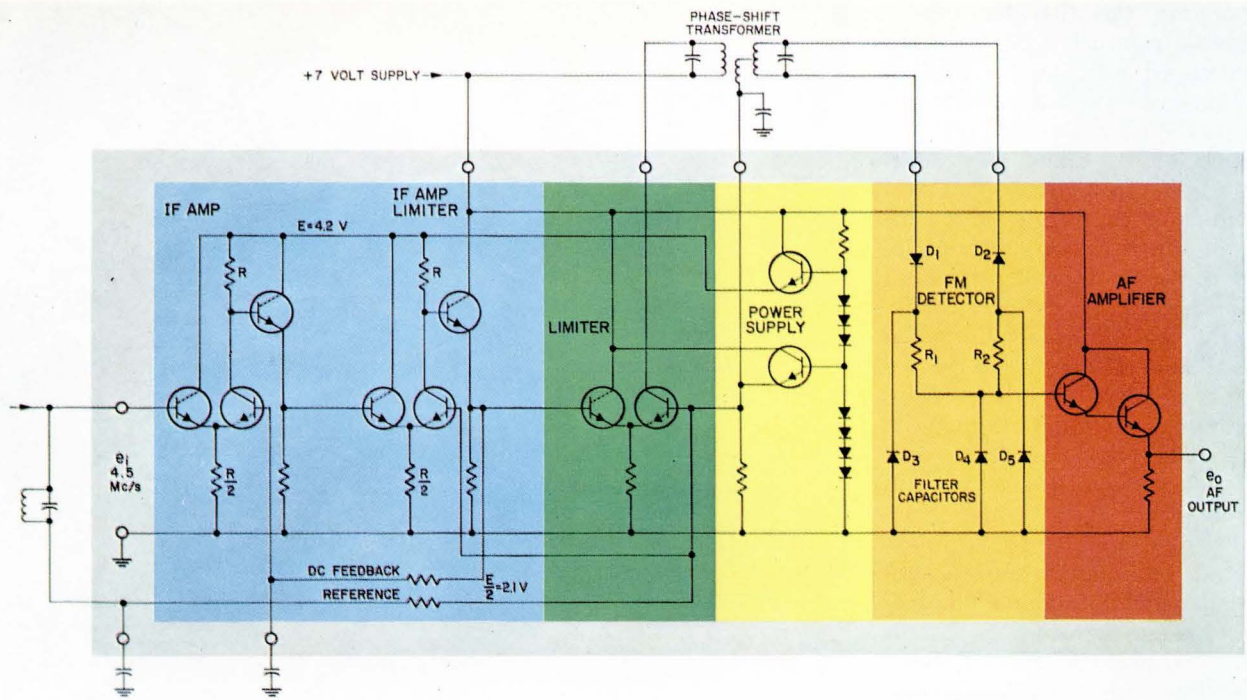 PHASE-SHIFT
TRANSFORMER
+7 VOLT SUPPLY
IF AMP
IF AMP
LIMITER
E=4.2 V
R
R
LIMITER
POWER
SUPPLY
D1
D2
FM
DETECTOR
AF
AMPLIFIER
R1
R2
ei
4.5
Mc/s
R/2
R/2
D3
D4
D5
FILTER
CAPACITORS
eo
AF
OUTPUT
DC FEEDBACK
E/2=2.1 V
REFERENCE